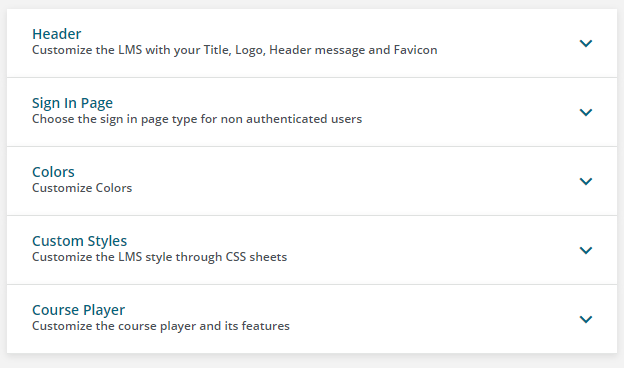 Header
Customize the LMS with your Title, Logo, Header message and Favicon
Sign In Page
Choose the sign in page type for non authenticated users
Colors
Customize Colors
Custom Styles
Customize the LMS style through CSS sheets
Course Player
Customize the course player and its features